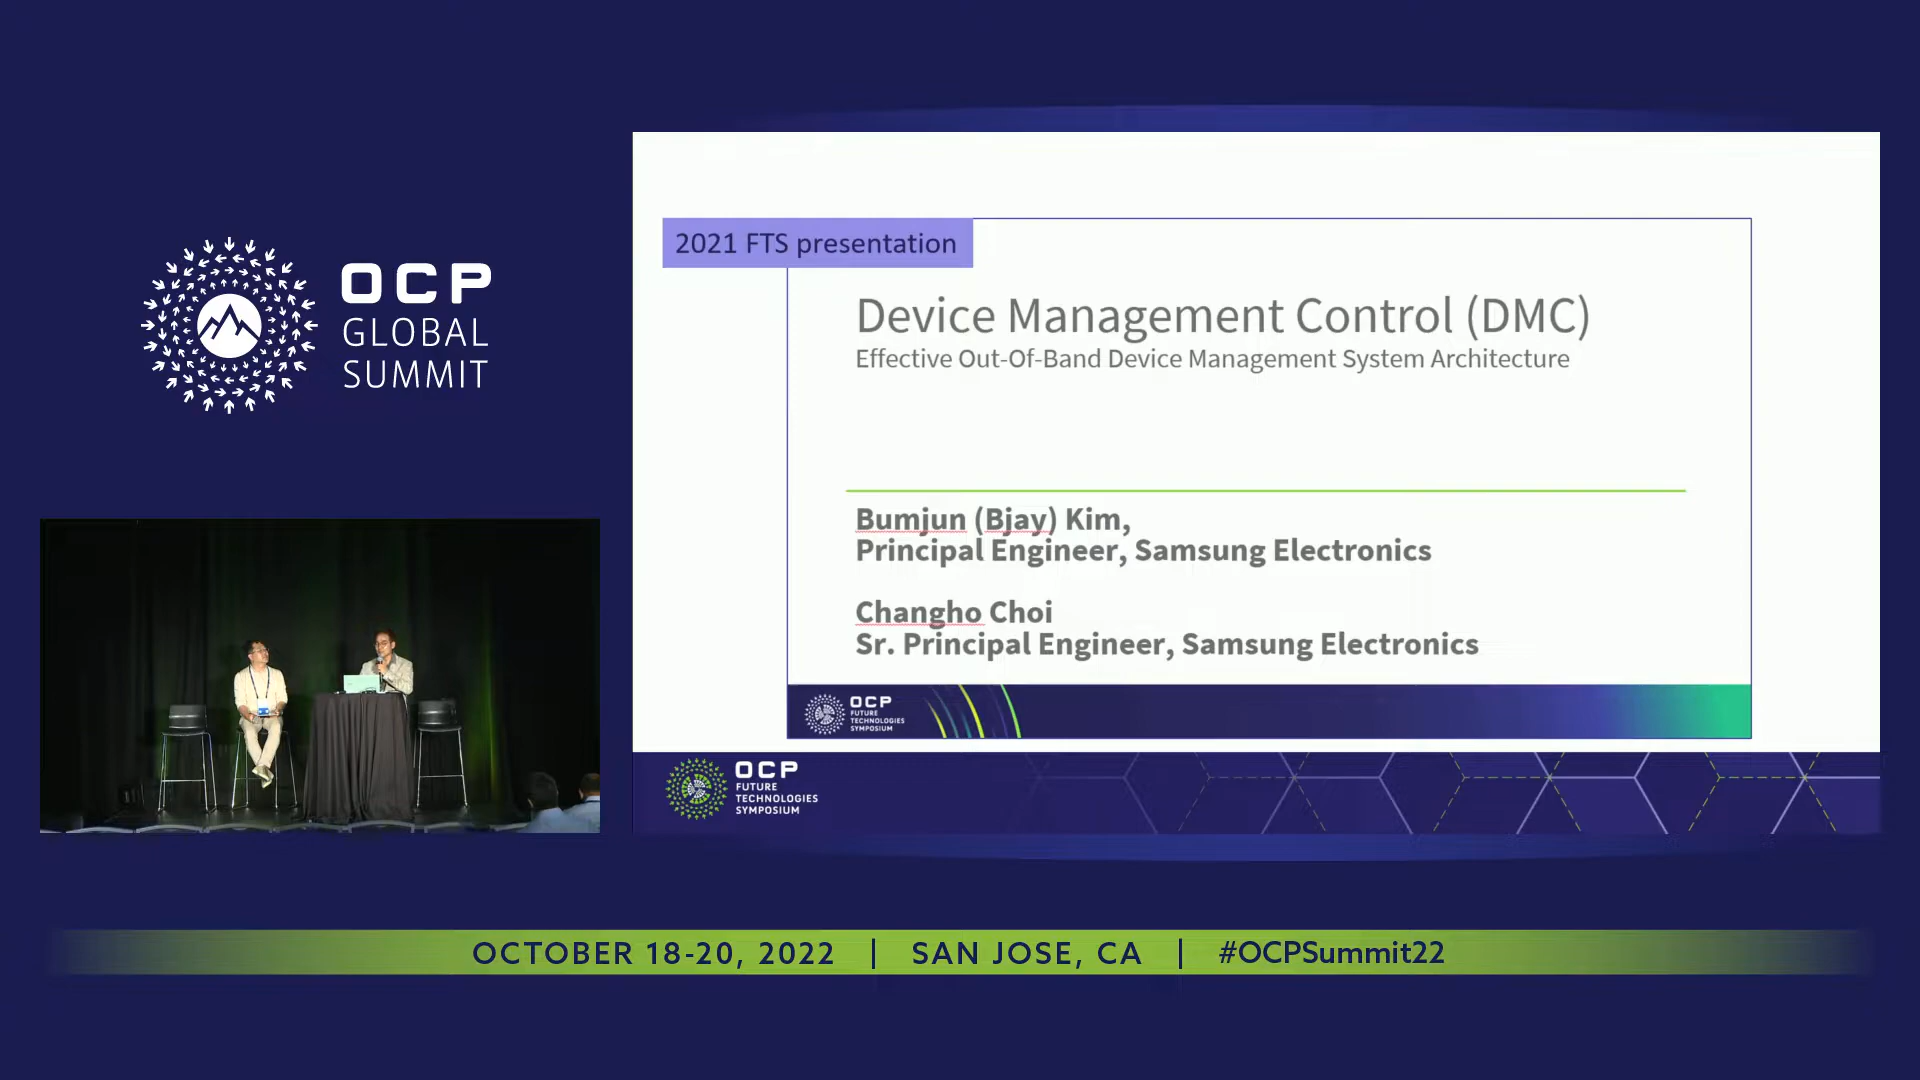 OCP
GLOBAL
SUMMIT
2021 FTS presentation
Device Management Control (DMC)
Effective Out-Of-Band Device Management System Architecture
Bumjun (Bjay) Kim,
Principal Engineer, Samsung Electronics
Changho Choi
Sr. Principal Engineer, Samsung Electronics
OCP
FUTURE
TECHNOLOGIES
SYMPOSIUM
OCP
FUTURE
TECHNOLOGIES
SYMPOSIUM
OCTOBER 18-20, 2022 | SAN JOSE, CA | #OCPSummit22